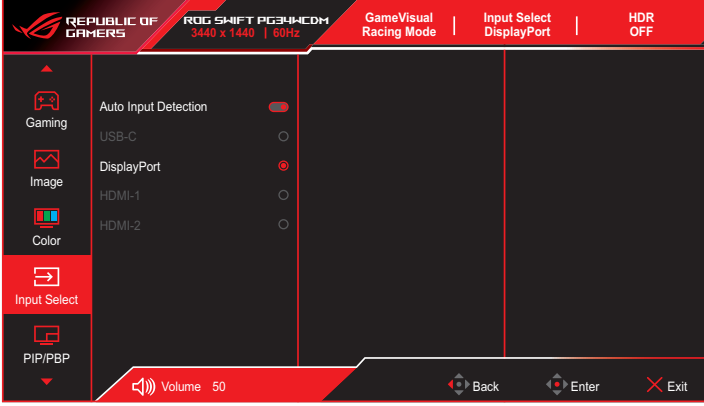 REPUBLIC OF
GAMERS
ROG SWIFT PG34WCDM
3440 x 1440 | 60Hz
GameVisual
Racing Mode
Input Select
DisplayPort
HDR
OFF
Gaming
Image
Color
Input Select
PIP/PBP
Auto Input Detection
USB-C
DisplayPort
HDMI-1
HDMI-2
Volume 50
Back
Enter
Exit